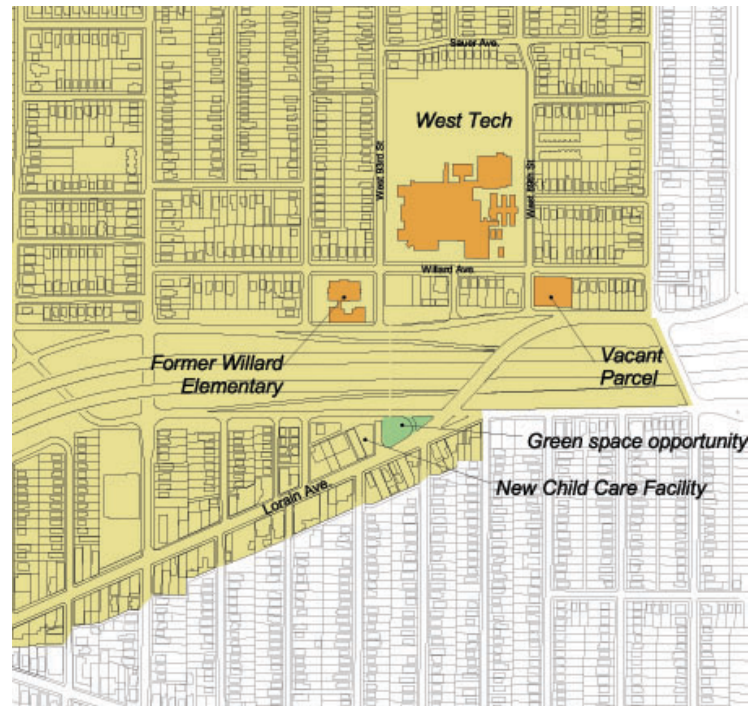 Sauer Ave.
West Tech
West 93rd St
West 89th St
Willard Ave.
Former Willard
Elementary
Vacant
Parcel
Green space opportunity
New Child Care Facility
Lorain Ave.